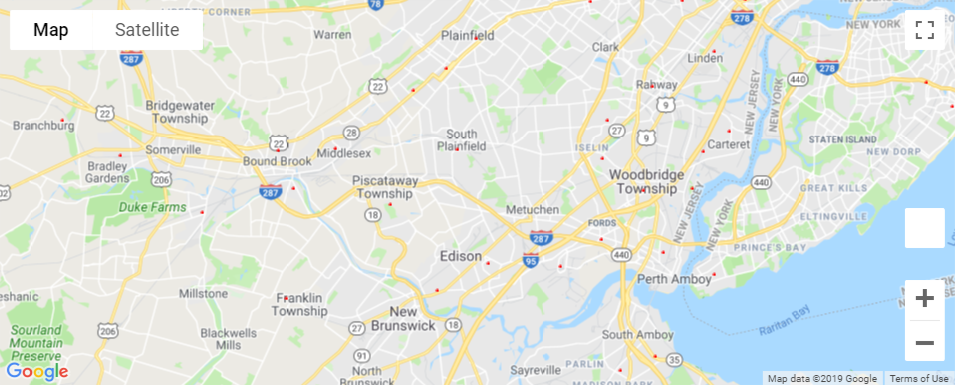 Map
Satellite
LIBERTY CORNER
78
278
Warren
Plainfield
Clark
Linden
287
278
22
Rahway
440
9
NEW JERSEY
NEW YORK
Bridgewater
Township
22
Branchburg
28
27
9
Carteret
STATEN ISLAND
22
South
Plainfield
ISELIN
NEW DORP
Somerville
Bound Brook
Middlesex
Bradley
Gardens
206
287
Piscataway
Township
Woodbridge
Township
440
GREAT KILLS
202
Duke Farms
18
Metuchen
FORDS
NEW JERSEY
NEW YORK
ELTINGVILLE
287
95
440
PRINCE'S BAY
Edison
Perth Amboy
Millstone
Franklin
Township
New
Brunswick
27
18
Raritan Bay
Sourland
Mountain
Preserve
206
Blackwells
Mills
South Amboy
91
North
Brunswick
Sayreville
PARLIN
35
MADISON PARK
Google
Map data ©2019 Google
Terms of Use